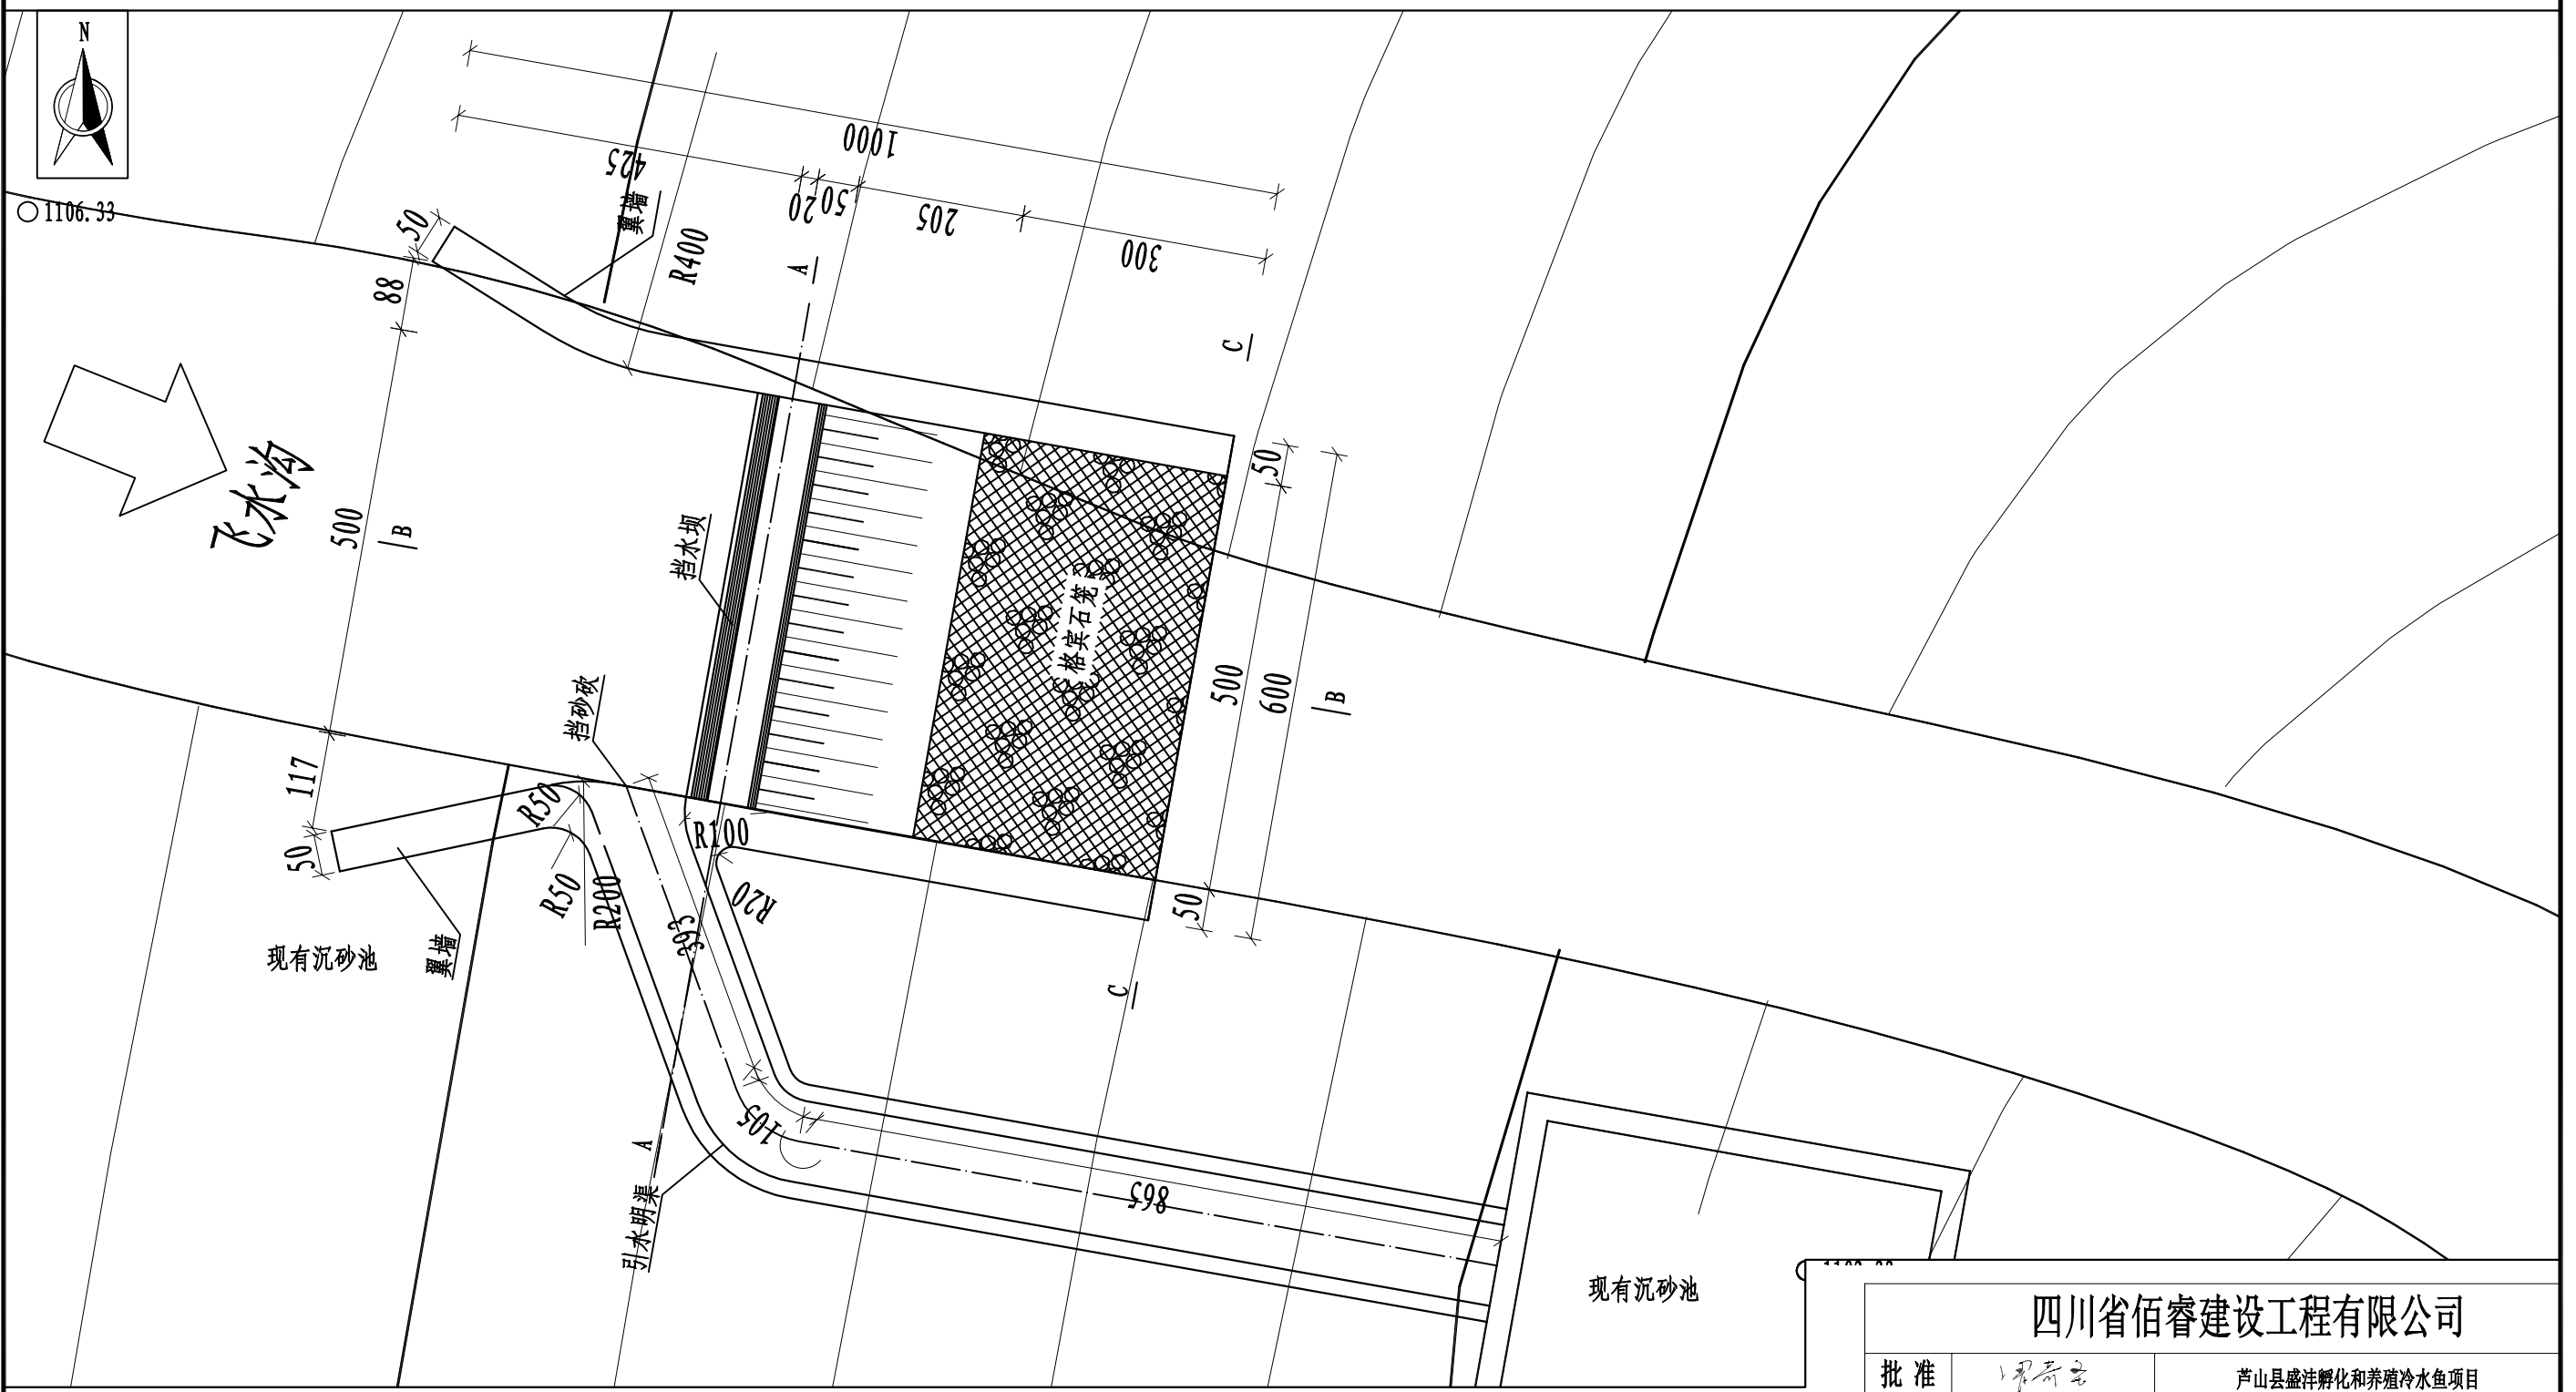 N
1106.33
1000
425
20
50
205
300
翼墙
50
88
R400
A
C
飞水沟
500
B
挡水坝
格宾石笼
50
500
600
B
挡砂砍
117
50
R50
R50
R200
R100
R20
393
50
C
现有沉砂池
翼墙
105
A
引水明渠
865
现有沉砂池
四川省佰睿建设工程有限公司
批 准
芦山县盛沣孵化和养殖冷水鱼项目